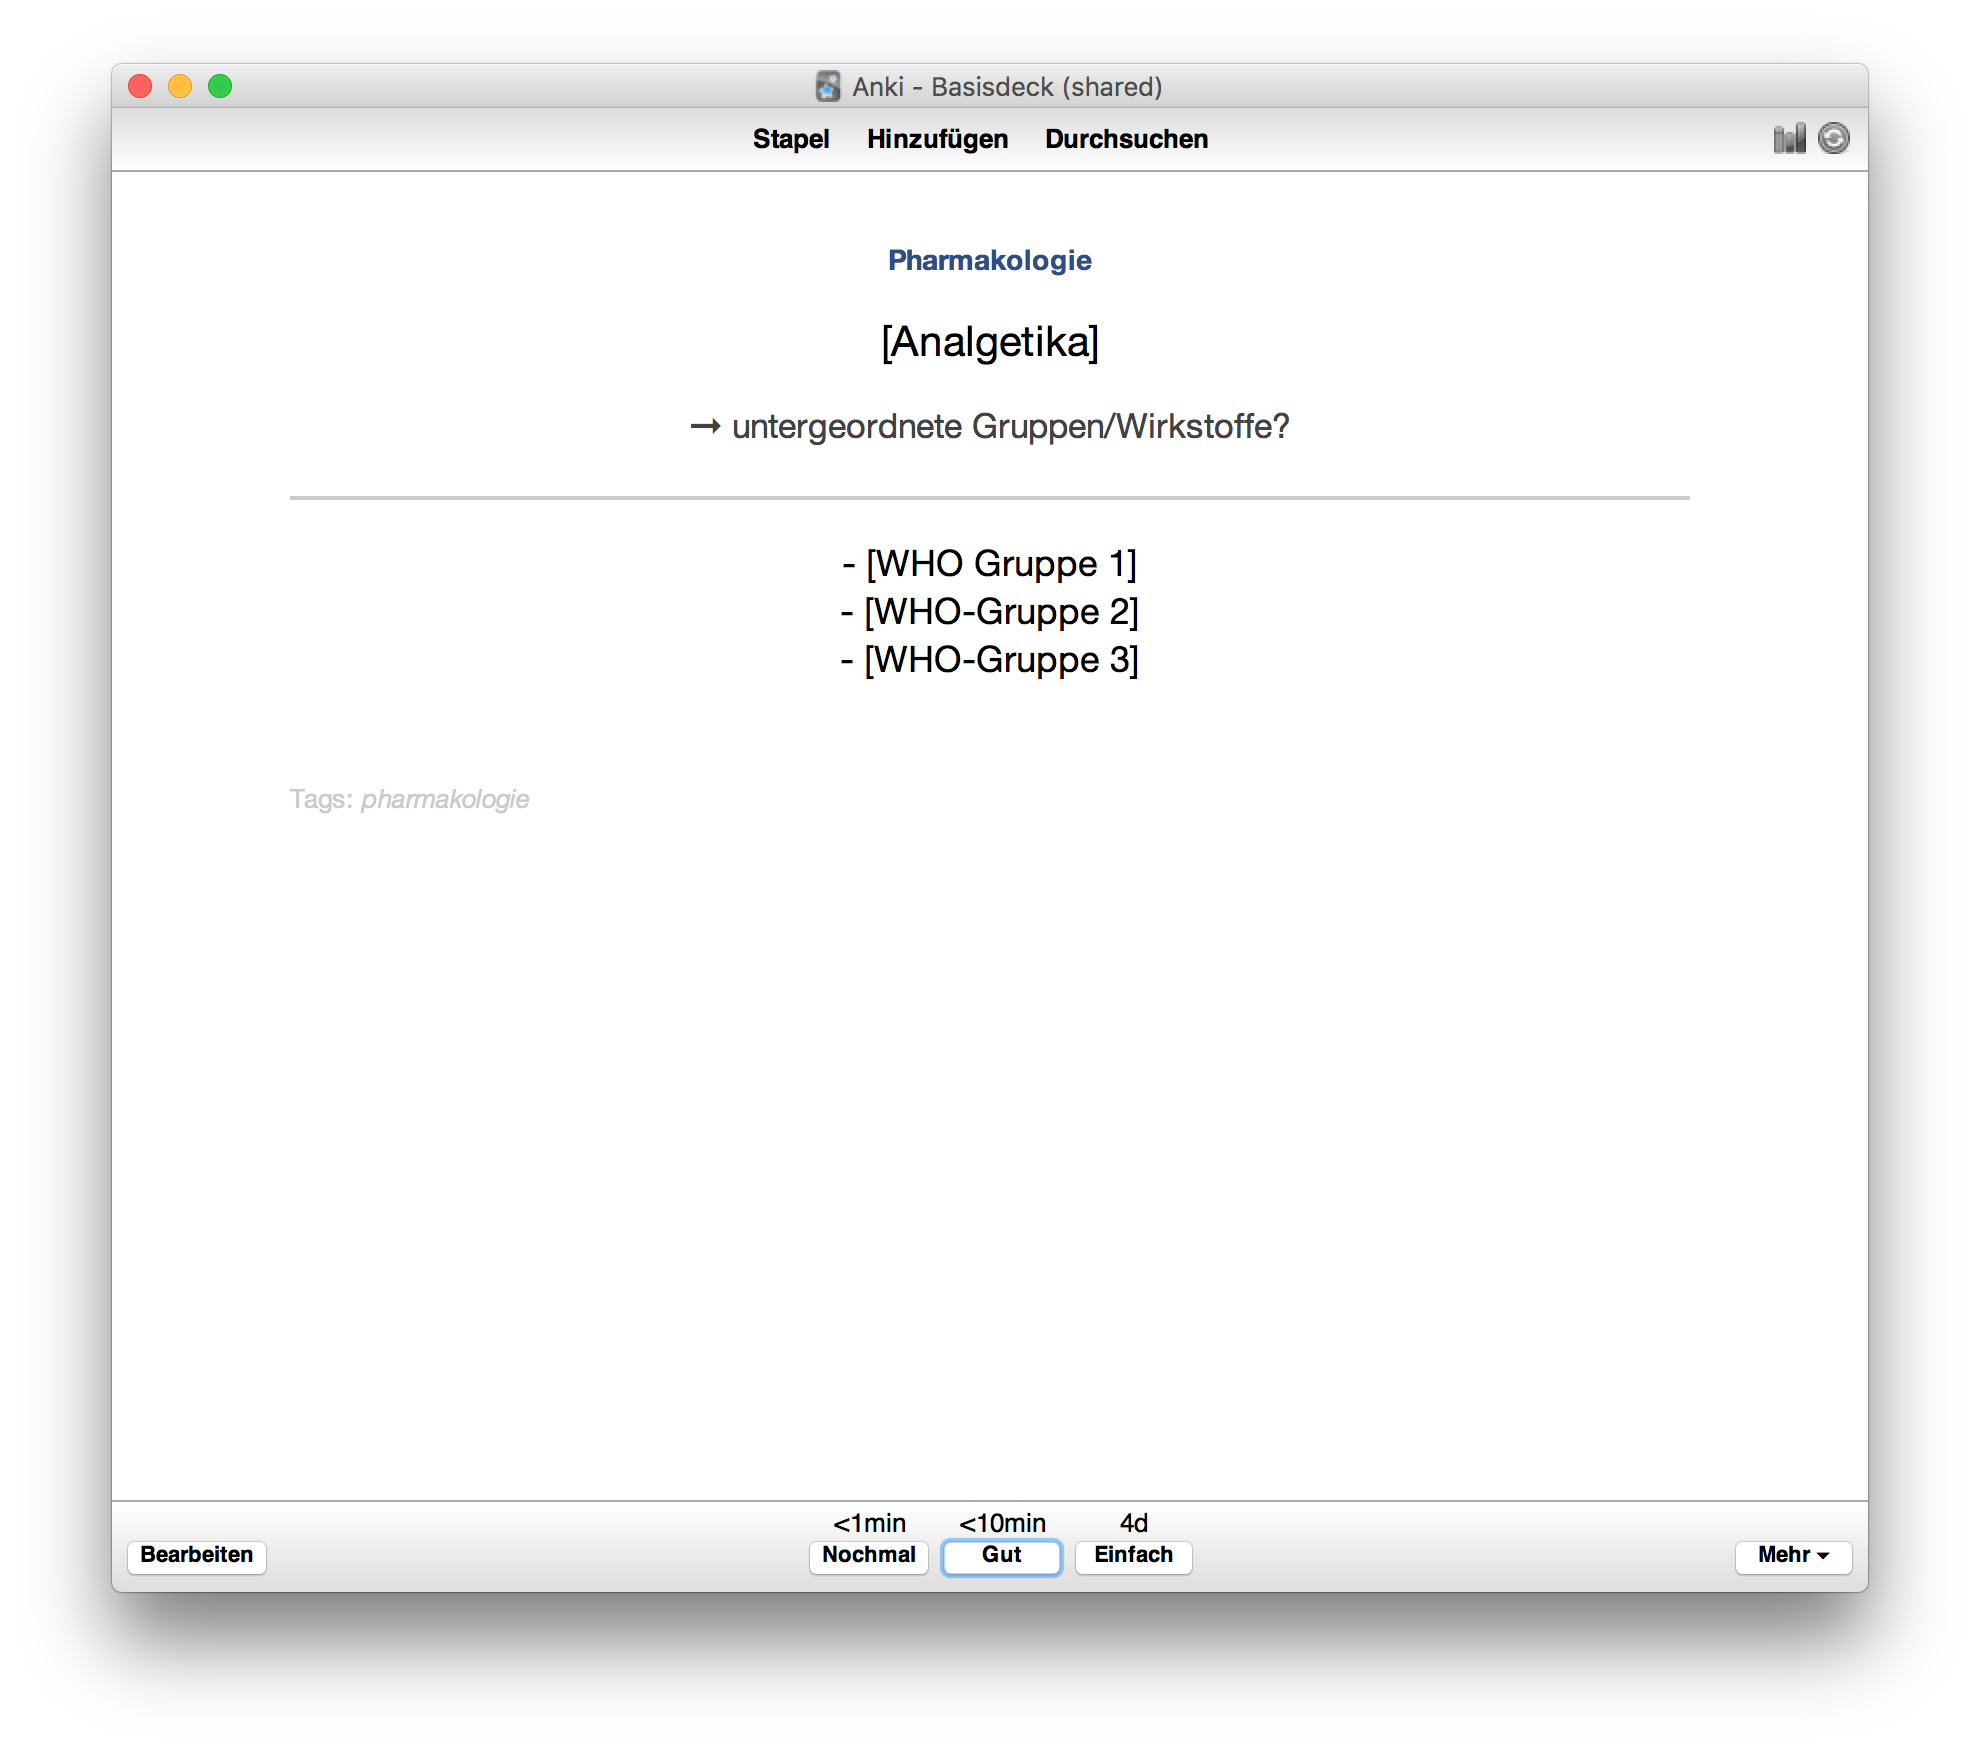 Anki - Basisdeck (shared)
Stapel Hinzufügen Durchsuchen
Pharmakologie
[Analgetika]
→ untergeordnete Gruppen/Wirkstoffe?
- [WHO Gruppe 1]
- [WHO-Gruppe 2]
- [WHO-Gruppe 3]
Tags: pharmakologie
<1min <10min 4d
Bearbeiten Nochmal Gut Einfach Mehr